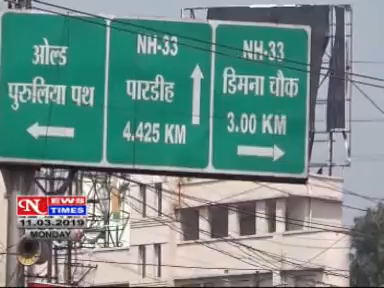 ओल्ड
पुरुलिया पथ
NH-33
पारडीह
4.425 KM
NH-33
डिमना चौक
3.00 KM
N NEWS
TIMES
11.03.2019
MONDAY